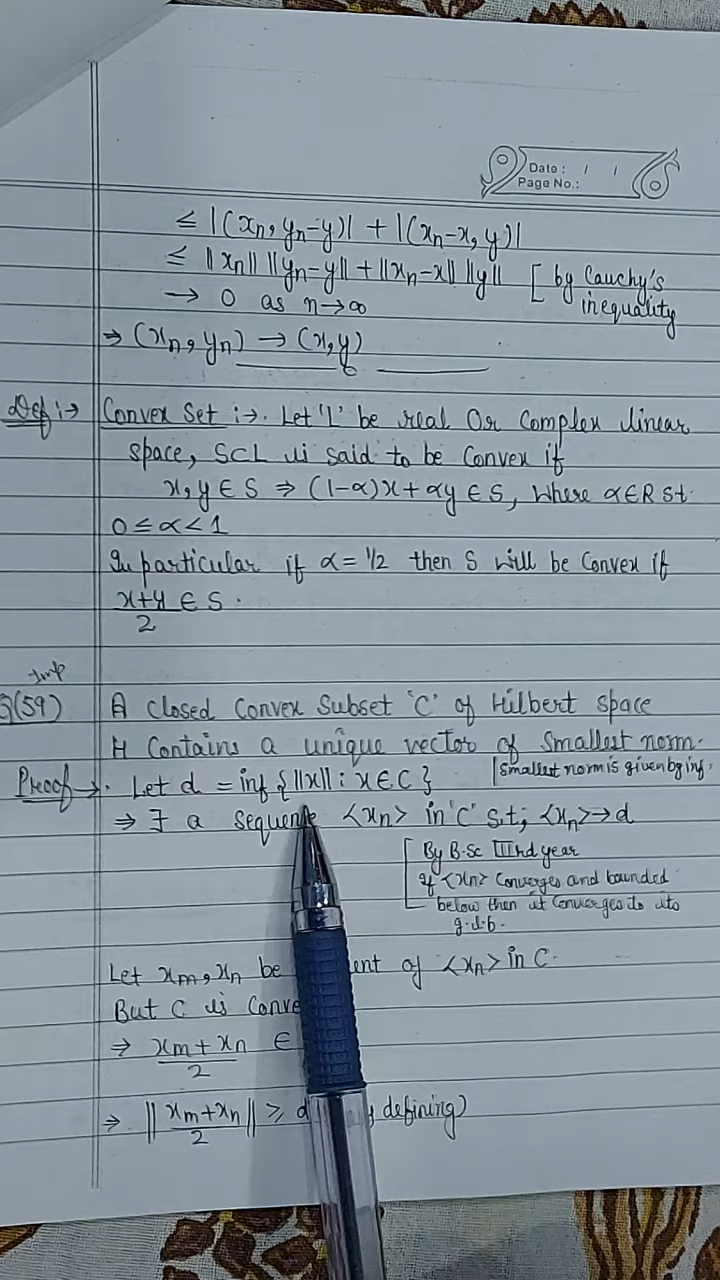 Date : / /
Page No.:
≤ |(xn, yn-y)| + |(xn-x, y)|
≤ ||xn|| ||yn-y|| + ||xn-x|| ||y|| [ by Cauchy's
→ 0 as n→∞ inequality
⇒ (xn, yn) → (x,y)
Def :→ Convex Set :→. Let 'L' be real Or Complex linear
space, S⊂L is said to be Convex if
x, y ∈ S ⇒ (1-α)x + αy ∈ S, Where α∈R s.t.
0 ≤ α < 1
In particular if α = 1/2 then S will be Convex if
x+y/2 ∈ S.
Imp
(59) A Closed Convex Subset 'C' of Hilbert space
H Contains a unique vector of Smallest norm.
Proof →. Let d = inf {||x|| : x ∈ C} |Smallest norm is given by inf.
⇒ ∃ a sequence <xn> in 'C' s.t; <xn> → d
[ By B.Sc IIIrd year
if <xn> Converges and bounded
below then it Converges to its
g.l.b.
Let xm, xn be of <xn> in C.
But C is
⇒ xm + xn/2 ∈
⇒ ||xm+xn/2|| ≥ d defining)